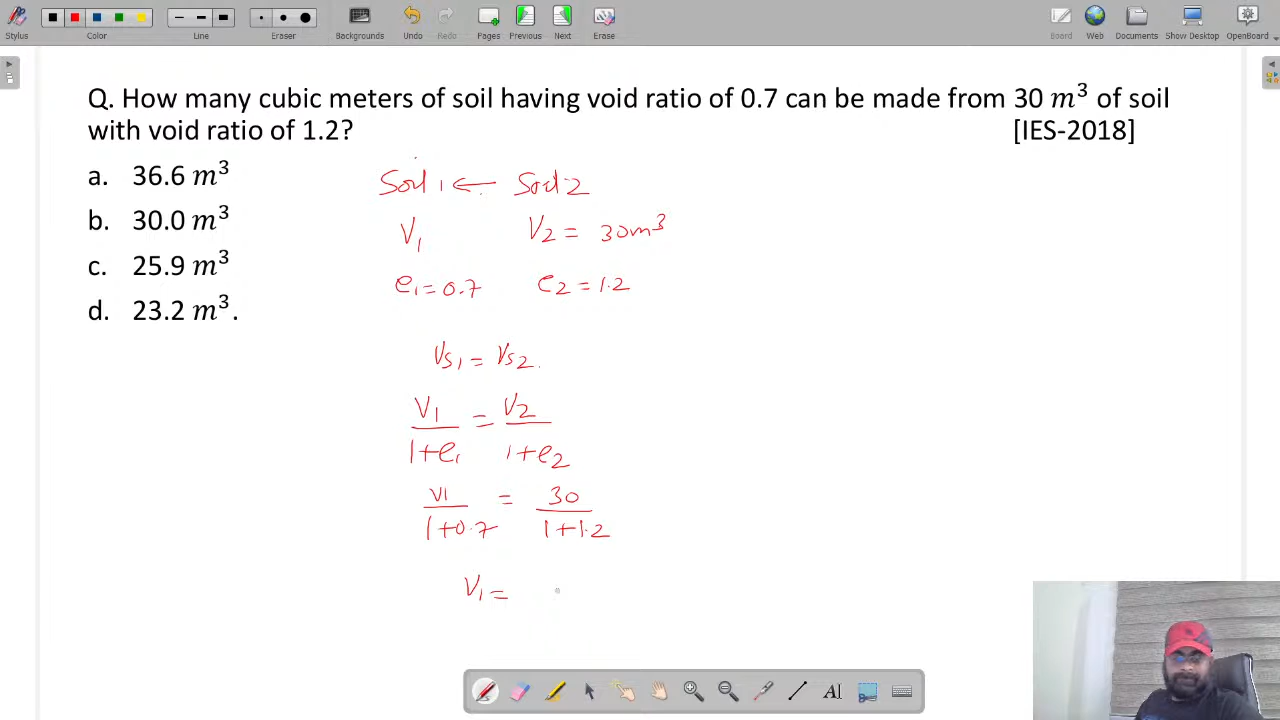 Stylus
Color
Line
Eraser
Backgrounds
Undo
Redo
Pages
Previous
Next
Erase
Board
Web
Documents
Show Desktop
OpenBoard
Q. How many cubic meters of soil having void ratio of 0.7 can be made from 30 m³ of soil
with void ratio of 1.2? [IES-2018]
a. 36.6 m³
b. 30.0 m³
c. 25.9 m³
d. 23.2 m³.
Soil 1 ← Soil 2
V₁ V₂ = 30m³
e₁ = 0.7 e₂ = 1.2
Vs₁ = Vs₂.
V₁/1+e₁ = V₂/1+e₂
V1/1+0.7 = 30/1+1.2
V₁ =
AI